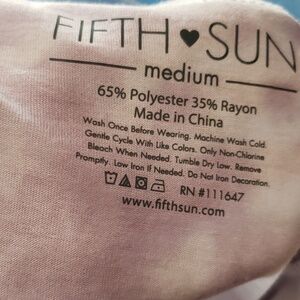 FIFTH ♥ SUN
medium
65% Polyester 35% Rayon
Made in China
Wash Once Before Wearing. Machine Wash Cold.
Gentle Cycle With Like Colors. Only Non-Chlorine
Bleach When Needed. Tumble Dry Low. Remove
Promptly. Low Iron If Needed. Do Not Iron Decoration.
RN #111647
www.fifthsun.com